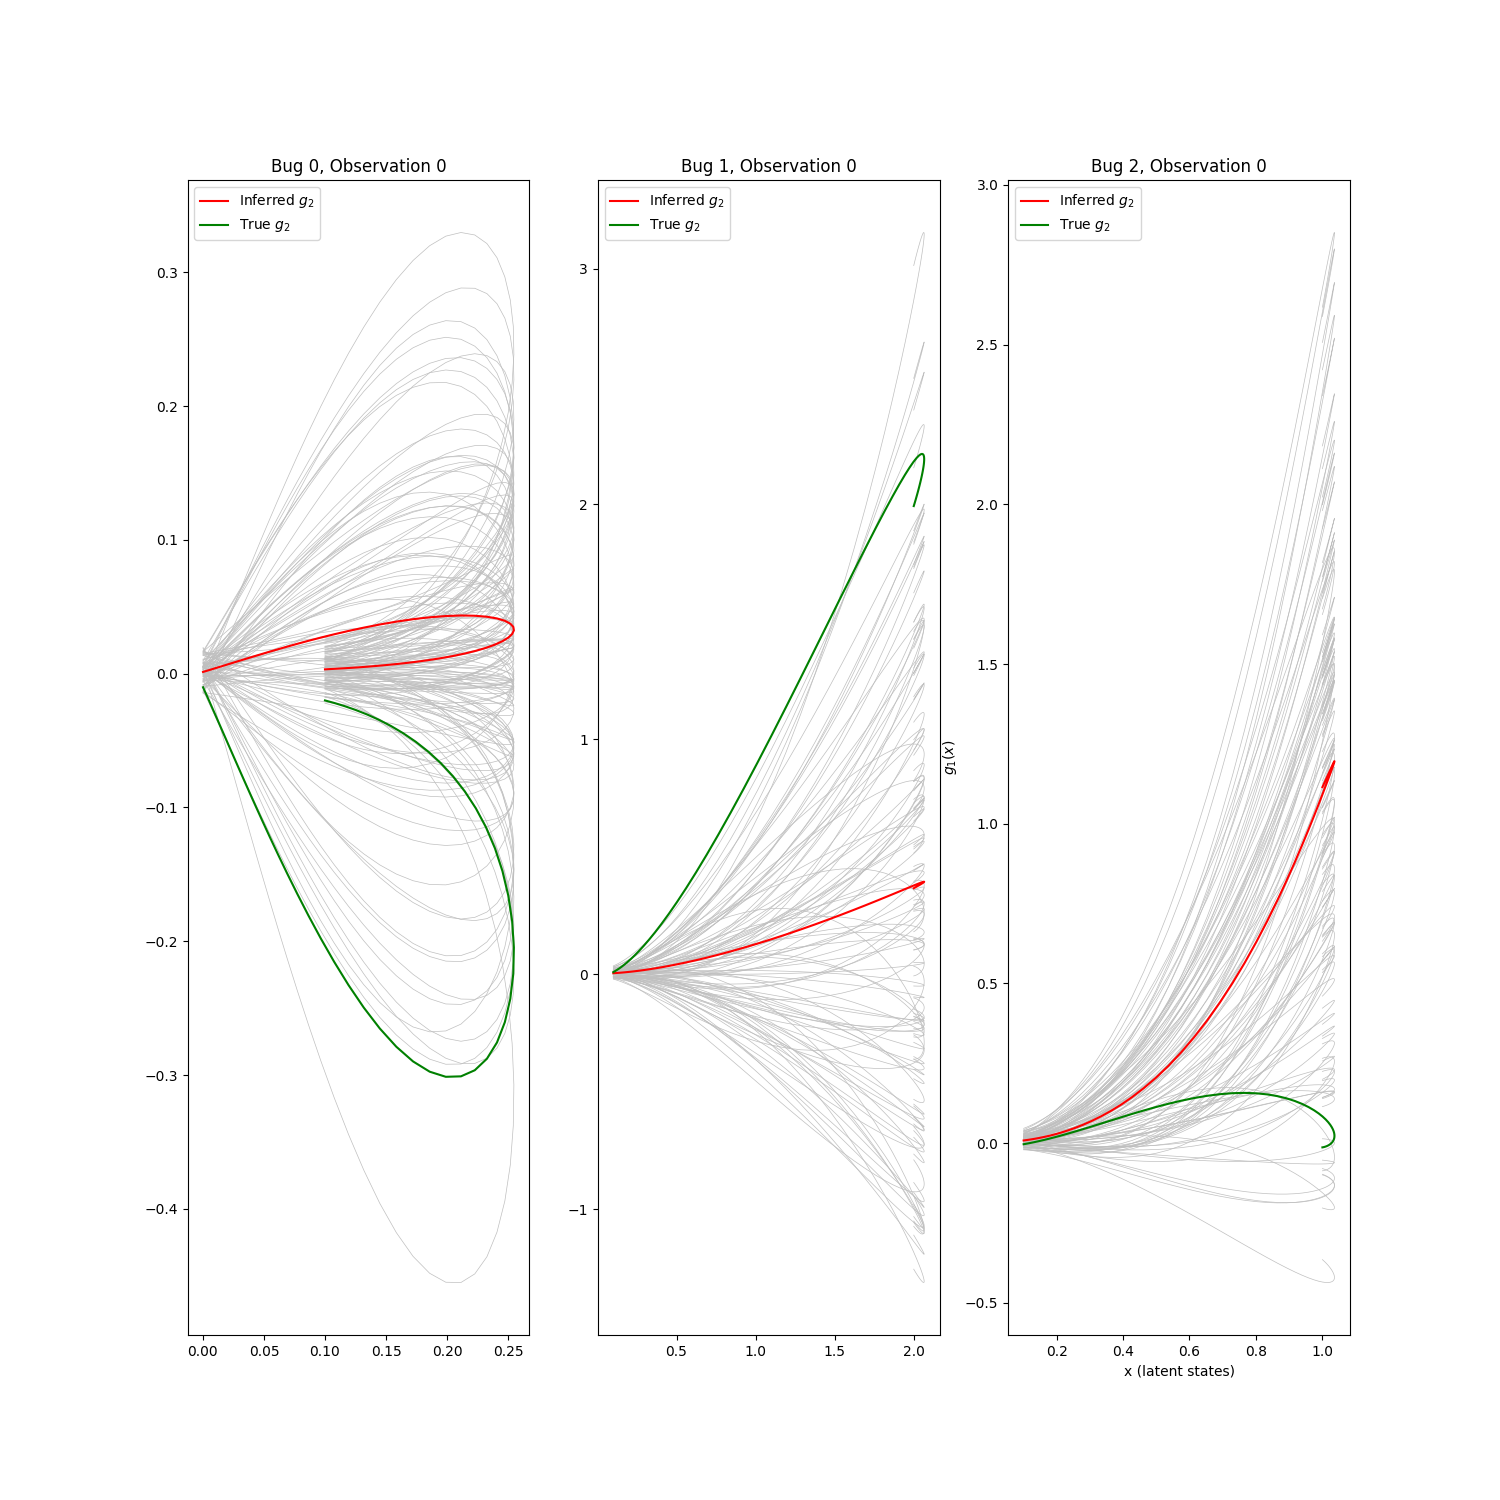 Bug 0, Observation 0
Inferred g₂
True g₂
0.3
0.2
0.1
0.0
−0.1
−0.2
−0.3
−0.4
0.00 0.05 0.10 0.15 0.20 0.25
Bug 1, Observation 0
Inferred g₂
True g₂
3
2
1
0
−1
0.5 1.0 1.5 2.0
Bug 2, Observation 0
Inferred g₂
True g₂
g₁(x)
3.0
2.5
2.0
1.5
1.0
0.5
0.0
−0.5
0.2 0.4 0.6 0.8 1.0
x (latent states)